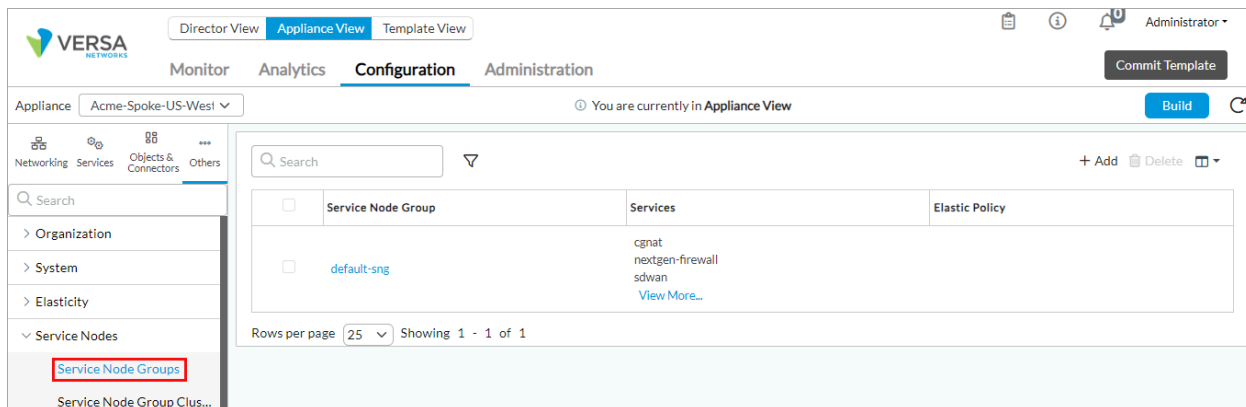 Director View Appliance View Template View
0
Administrator
VERSA
NETWORKS
Monitor Analytics Configuration Administration
Commit Template
Appliance Acme-Spoke-US-West
You are currently in Appliance View
Build
Networking Services Objects & Connectors Others
Search
Search
+ Add Delete
Service Node Group Services Elastic Policy
> Organization
cgnat
nextgen-firewall
> System
default-sng
sdwan
View More...
> Elasticity
Service Nodes
Rows per page 25 Showing 1 - 1 of 1
Service Node Groups
Service Node Group Clus...